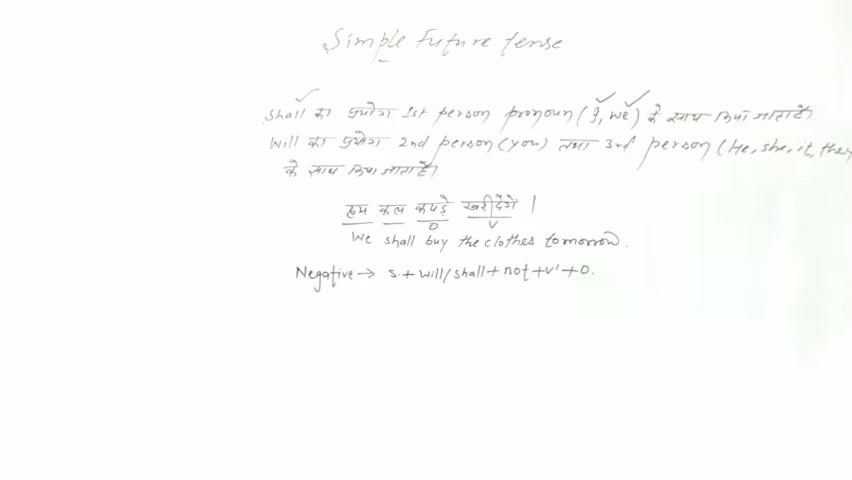 Simple Future tense
Shall का प्रयोग 1st person pronoun (I, we) के साथ किया जाता है।
Will का प्रयोग 2nd person (you) तथा 3rd person (He, she, it, they
के साथ किया जाता है।
हम कल कपड़े खरीदेंगे |
O V
We shall buy the clothes tomorrow.
Negative → S. + will/shall + not + V' + O.